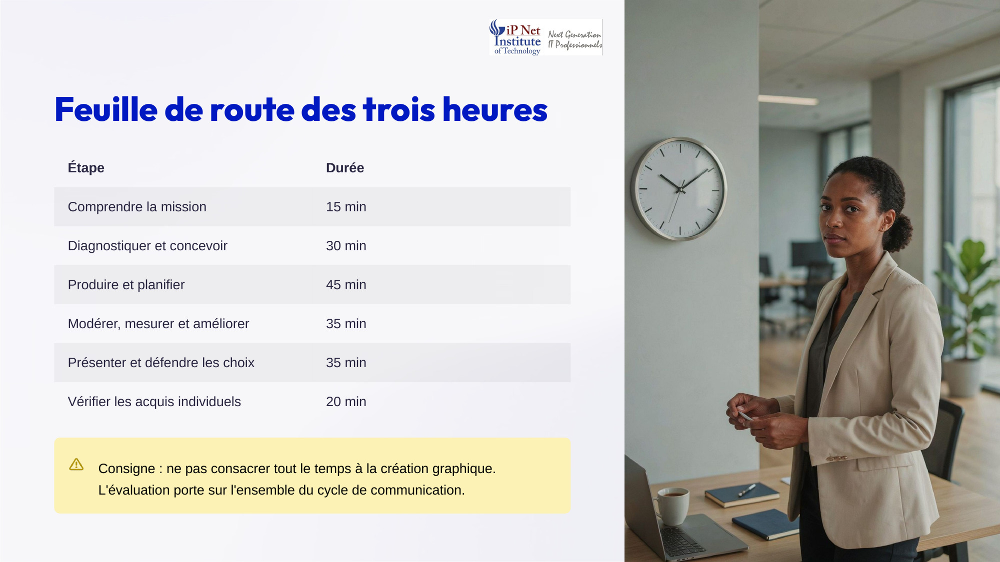 iP Net
Institute
of Technology
Next Generation
IT Professionnels
Feuille de route des trois heures
Étape Durée
Comprendre la mission 15 min
Diagnostiquer et concevoir 30 min
Produire et planifier 45 min
Modérer, mesurer et améliorer 35 min
Présenter et défendre les choix 35 min
Vérifier les acquis individuels 20 min
Consigne : ne pas consacrer tout le temps à la création graphique.
L'évaluation porte sur l'ensemble du cycle de communication.